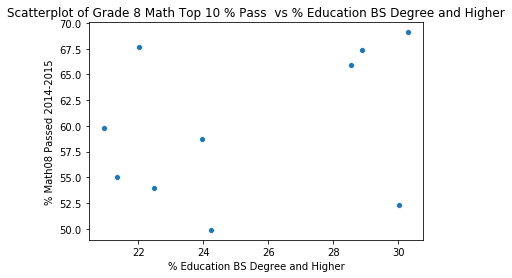 Scatterplot of Grade 8 Math Top 10 % Pass  vs % Education BS Degree and Higher
70.0
67.5
65.0
62.5
60.0
57.5
55.0
52.5
50.0
% Math08 Passed 2014-2015
22 24 26 28 30
% Education BS Degree and Higher